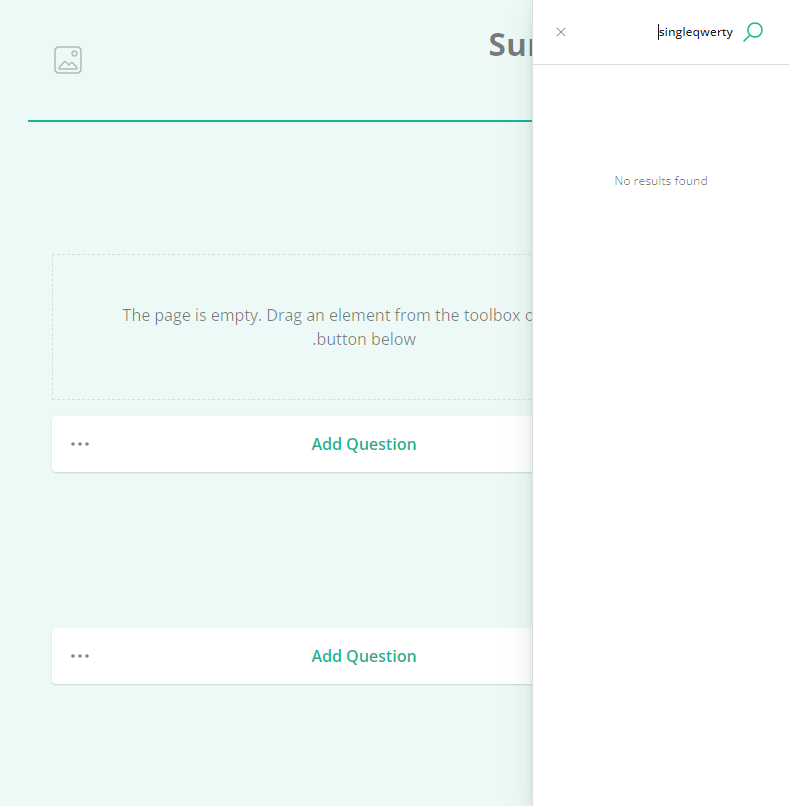 Sur
singleqwerty
No results found
The page is empty. Drag an element from the toolbox
.button below
Add Question
Add Question